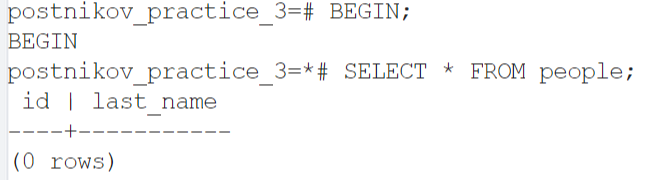 postnikov_practice_3=# BEGIN;
BEGIN
postnikov_practice_3=*# SELECT * FROM people;
 id | last_name
----+-----------
(0 rows)